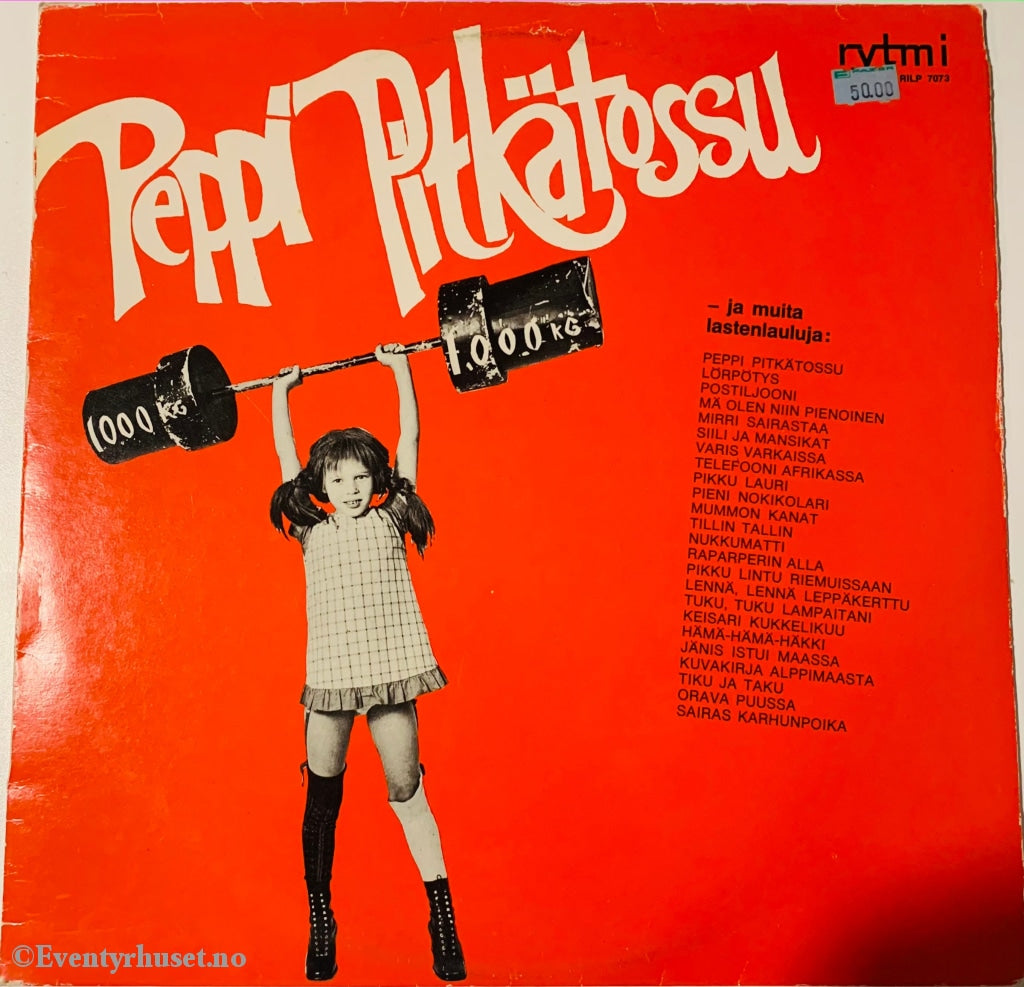 Peppi Pitkätossu
rytmi
RILP 7073
50.00
1000 KG
1.000 KG
– ja muita
lastenlauluja:
PEPPI PITKÄTOSSU
LÖRPÖTYS
POSTILJOONI
MÄ OLEN NIIN PIENOINEN
MIRRI SAIRASTAA
SIILI JA MANSIKAT
VARIS VARKAISSA
TELEFOONI AFRIKASSA
PIKKU LAURI
PIENI NOKIKOLARI
MUMMON KANAT
TILLIN TALLIN
NUKKUMATTI
RAPARPERIN ALLA
PIKKU LINTU RIEMUISSAAN
LENNÄ, LENNÄ LEPPÄKERTTU
TUKU, TUKU LAMPAITANI
KEISARI KUKKELIKUU
HÄMÄ-HÄMÄ-HÄKKI
JÄNIS ISTUI MAASSA
KUVAKIRJA ALPPIMAASTA
TIKU JA TAKU
ORAVA PUUSSA
SAIRAS KARHUNPOIKA
©Eventyrhuset.no